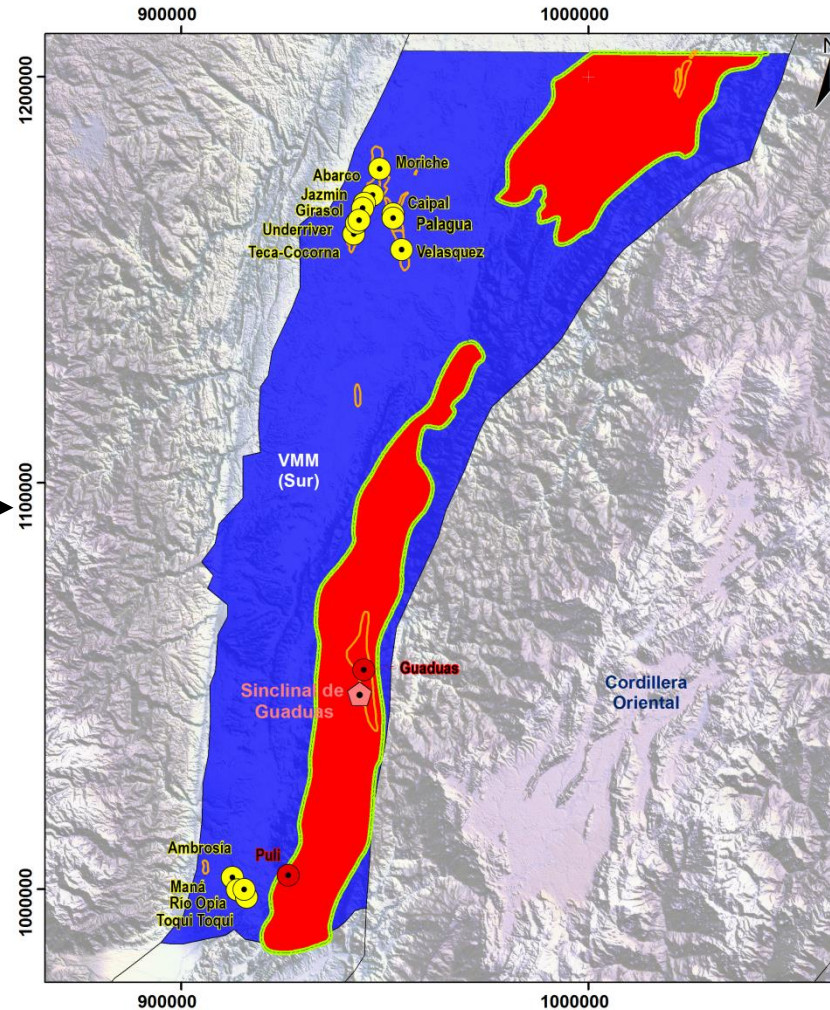 900000
1000000
N
1200000
Moriche
Abarco
Jazmin
Caipal
Girasol
Palagua
Underriver
Teca-Cocorna
Velasquez
VMM
(Sur)
1100000
Guaduas
Sinclinal de
Guaduas
Cordillera
Oriental
Ambrosia
Puli
Maná
Rio Opia
Toqui Toqui
1000000
900000
1000000